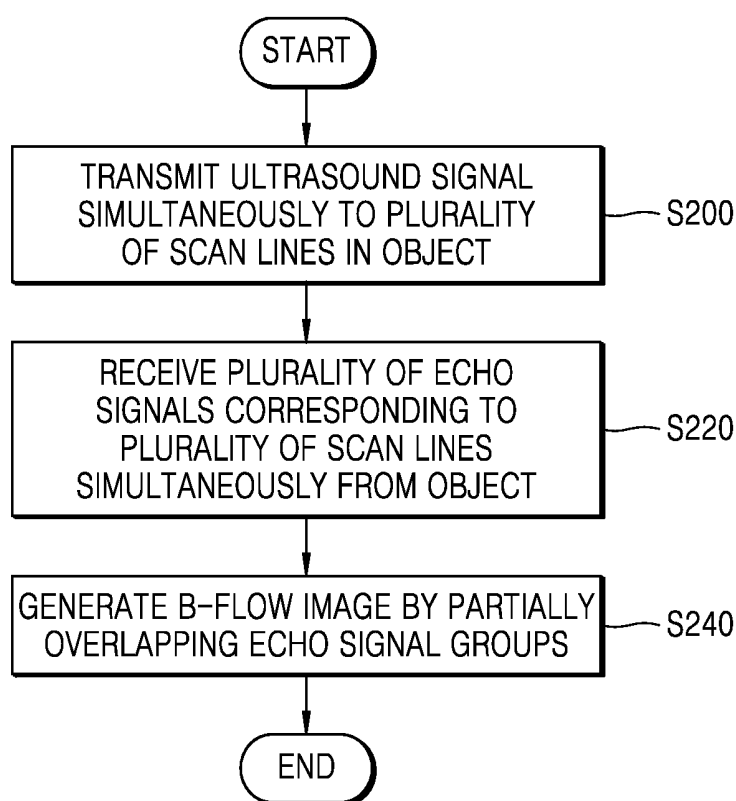 START
TRANSMIT ULTRASOUND SIGNAL
SIMULTANEOUSLY TO PLURALITY
OF SCAN LINES IN OBJECT
S200
RECEIVE PLURALITY OF ECHO
SIGNALS CORRESPONDING TO
PLURALITY OF SCAN LINES
SIMULTANEOUSLY FROM OBJECT
S220
GENERATE B-FLOW IMAGE BY PARTIALLY
OVERLAPPING ECHO SIGNAL GROUPS
S240
END